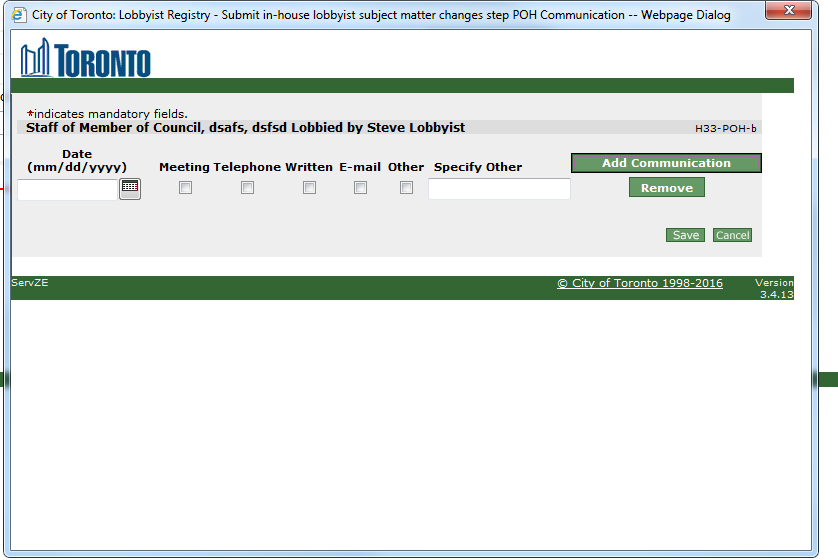 City of Toronto: Lobbyist Registry - Submit in-house lobbyist subject matter changes step POH Communication -- Webpage Dialog
TORONTO
*indicates mandatory fields.
Staff of Member of Council, dsafs, dsfsd Lobbied by Steve Lobbyist H33-POH-b
Date
(mm/dd/yyyy) Meeting Telephone Written E-mail Other Specify Other Add Communication
Remove
Save Cancel
ServZE © City of Toronto 1998-2016 Version
3.4.13